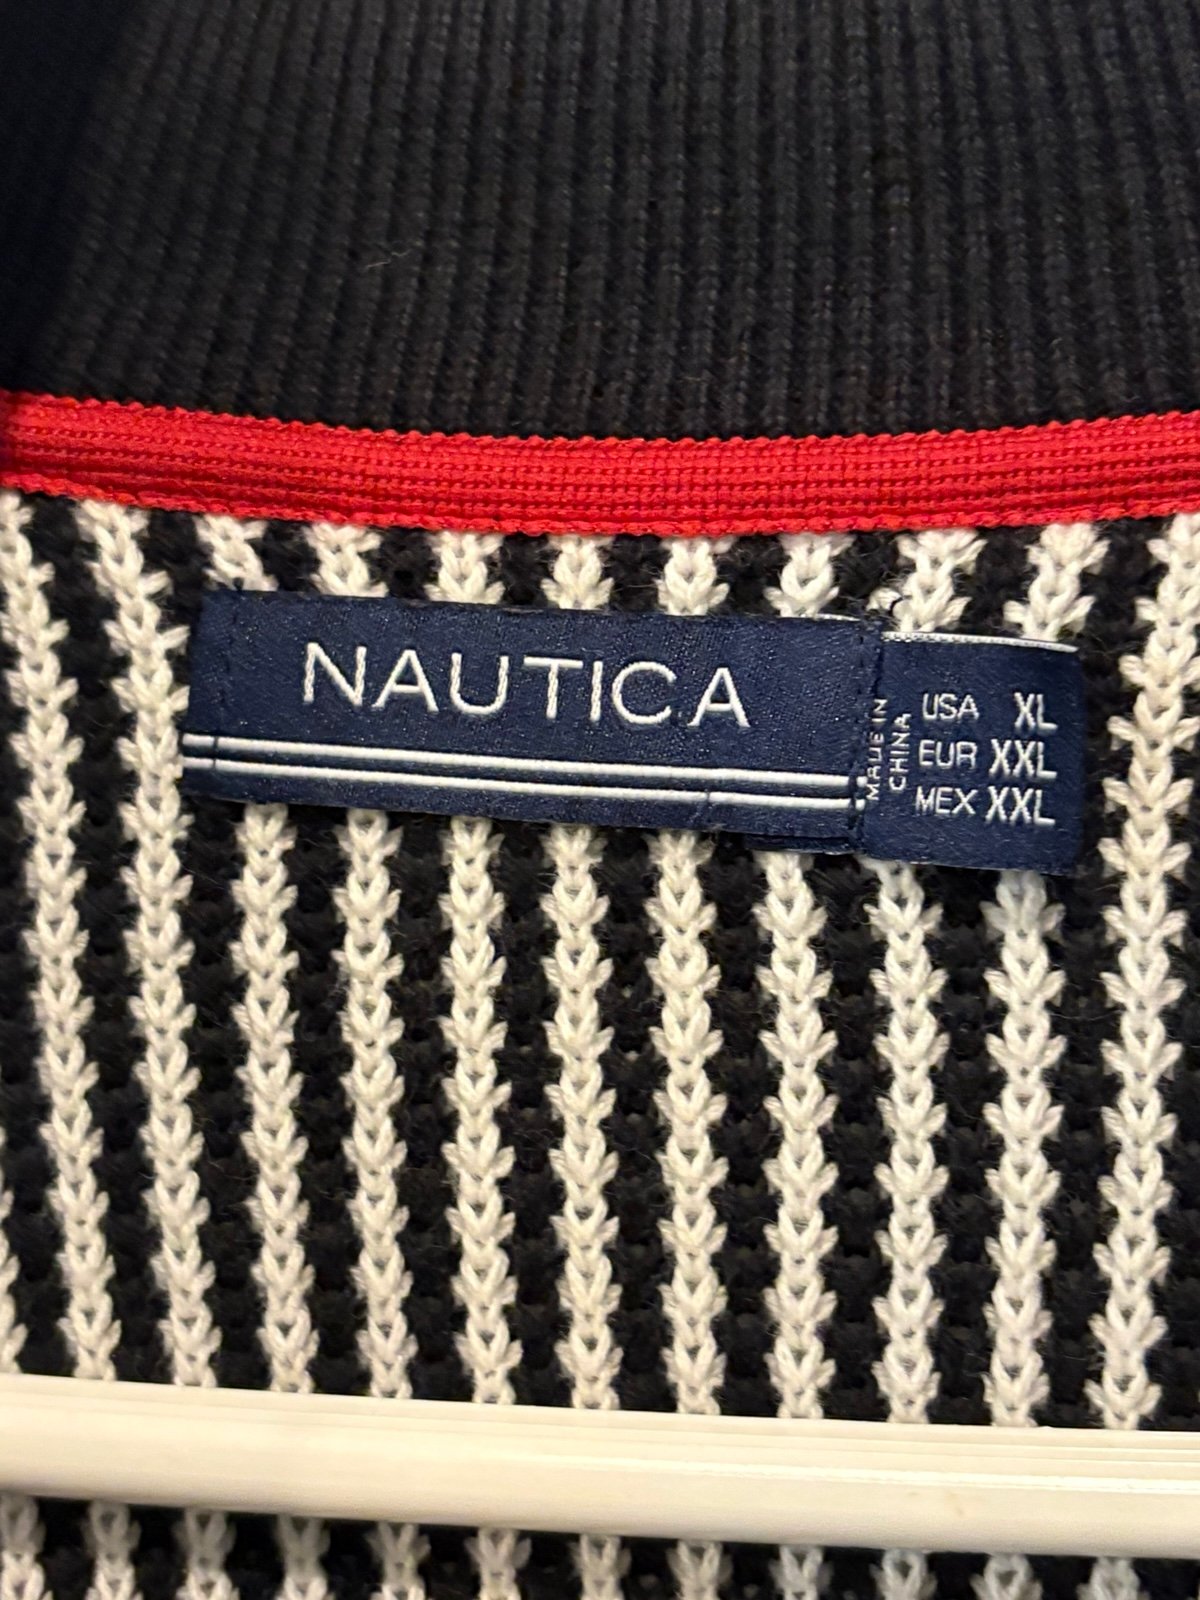 NAUTICA
MADE IN
CHINA
USA XL
EUR XXL
MEX XXL